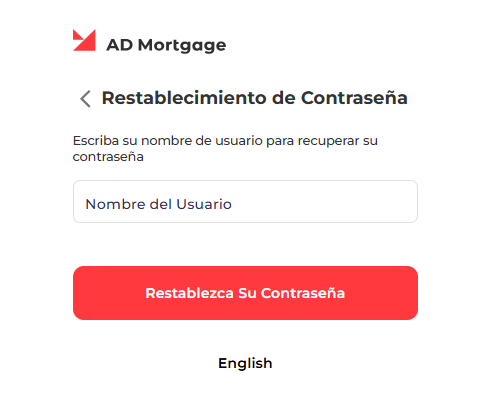 AD Mortgage
Restablecimiento de Contraseña
Escriba su nombre de usuario para recuperar su
contraseña
Nombre del Usuario
Restablezca Su Contraseña
English